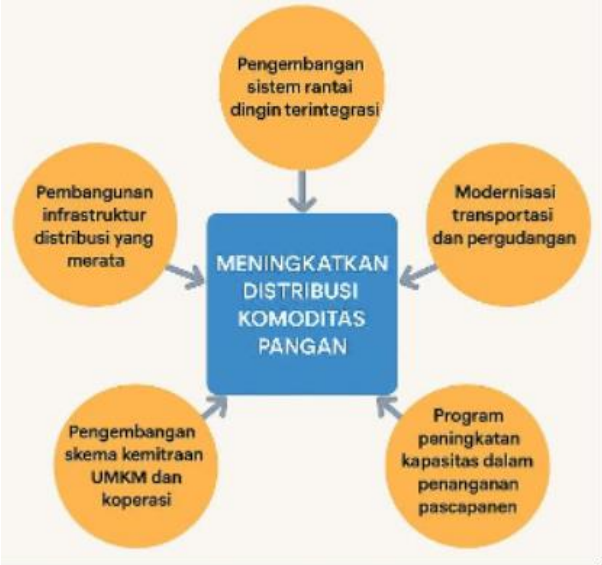 Pengembangan
sistem rantai
dingin terintegrasi
Pembangunan
infrastruktur
distribusi yang
merata
Modernisasi
transportasi
dan pergudangan
MENINGKATKAN
DISTRIBUSI
KOMODITAS
PANGAN
Pengembangan
skema kemitraan
UMKM dan
koperasi
Program
peningkatan
kapasitas dalam
penanganan
pascapanen